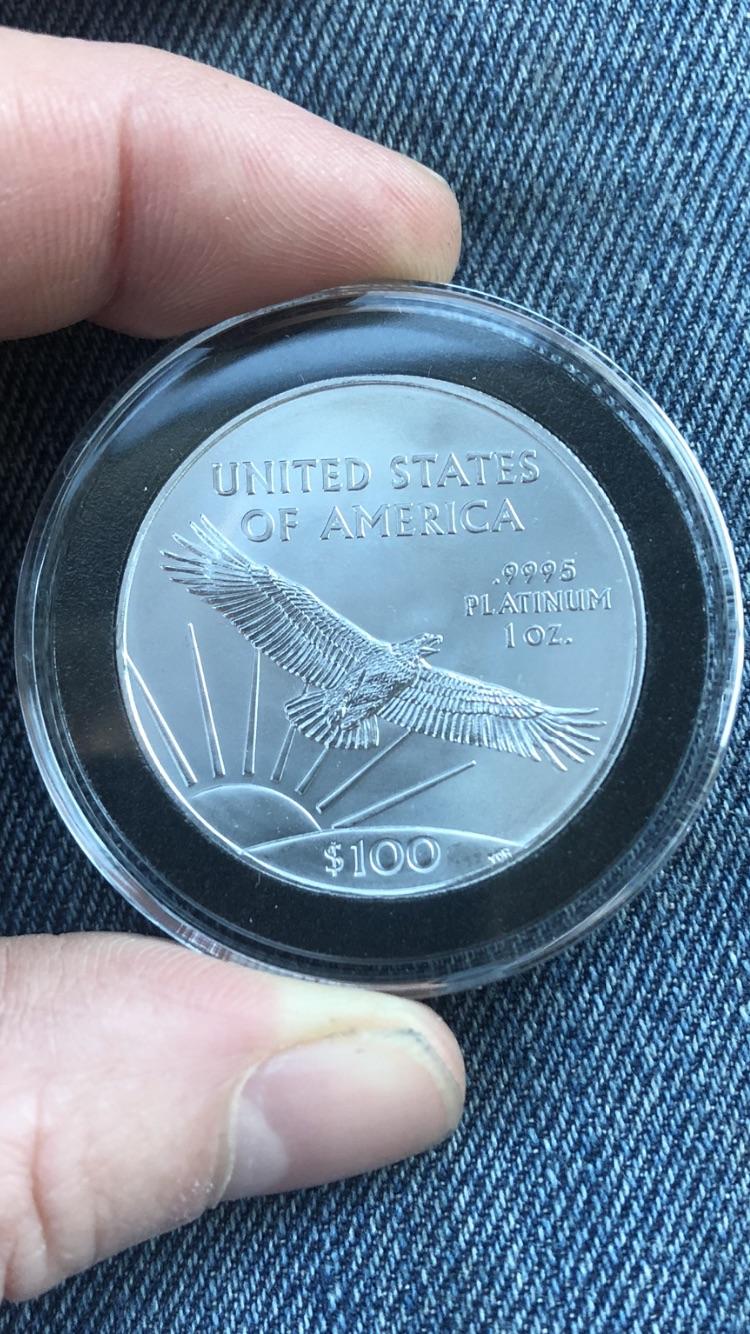 UNITED STATES
OF AMERICA
.9995
PLATINUM
1 OZ.
$100